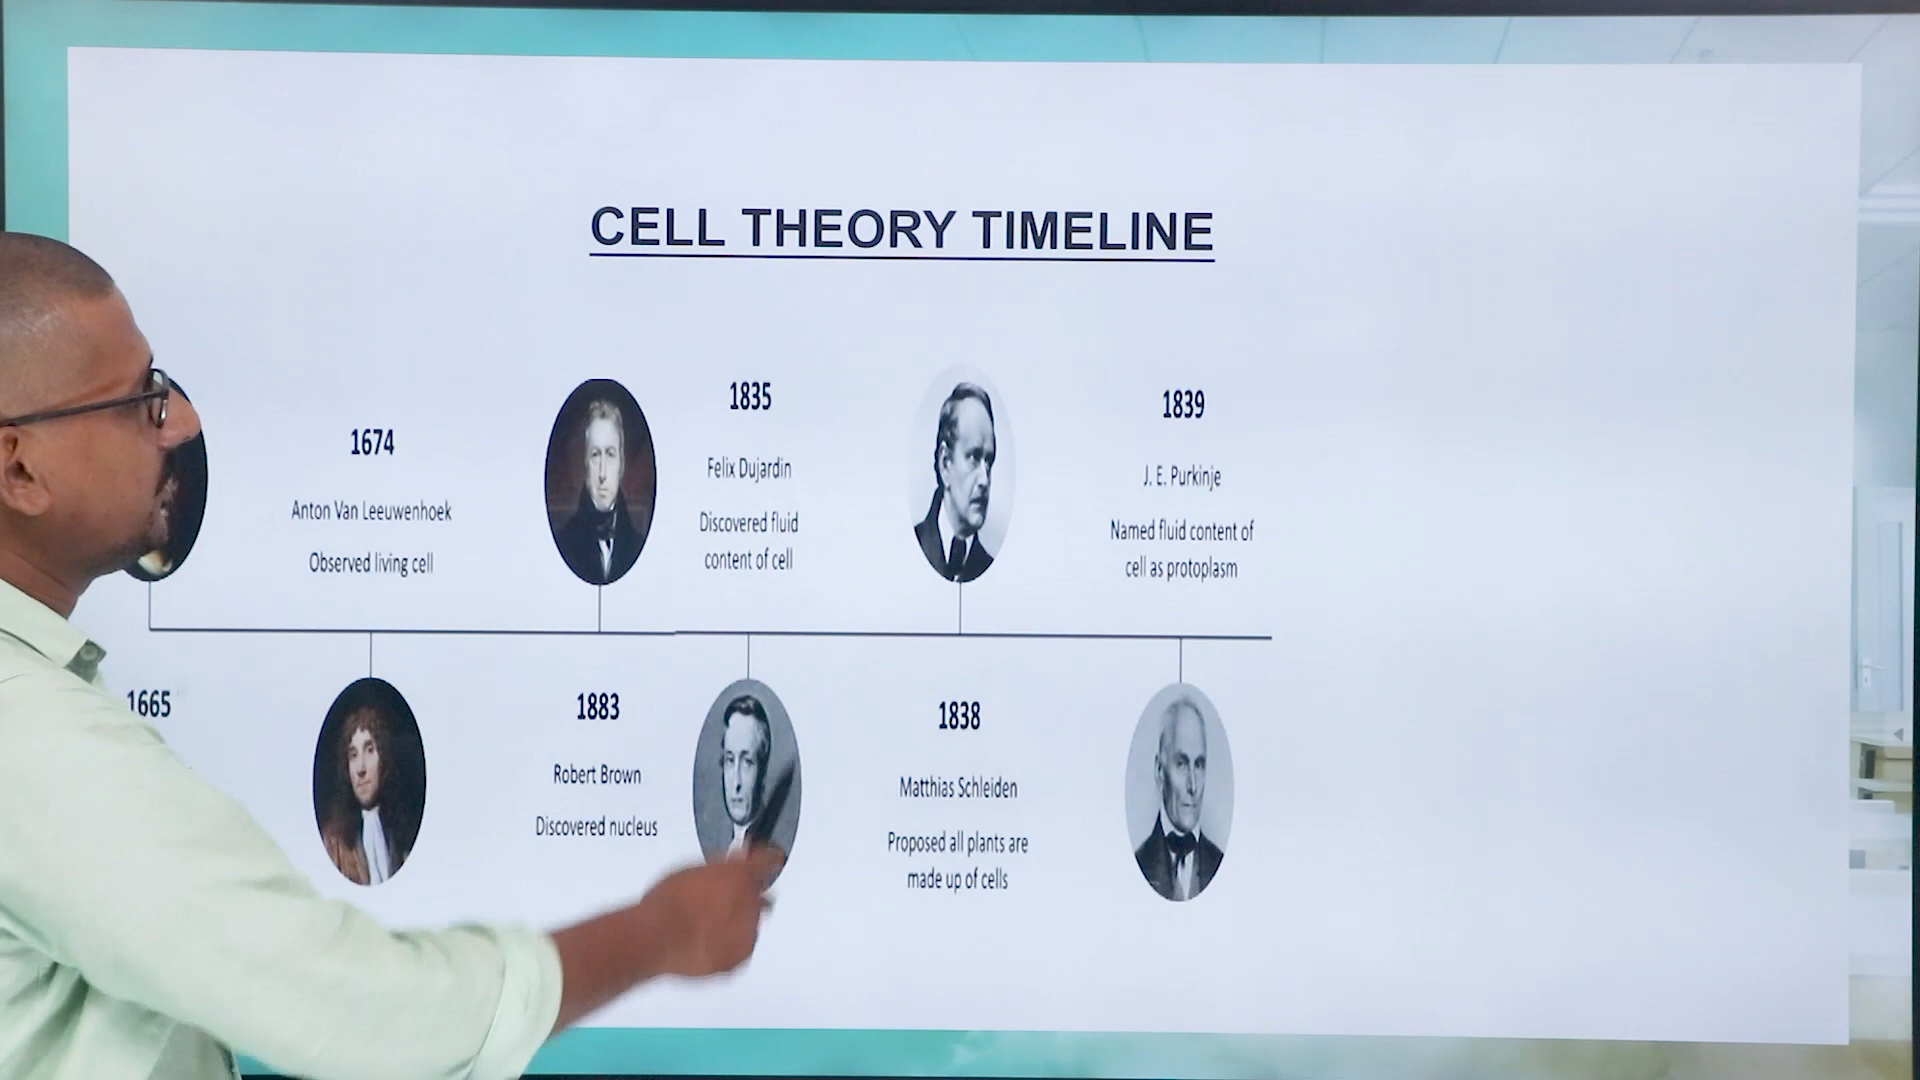 CELL THEORY TIMELINE
1674
Anton Van Leeuwenhoek
Observed living cell
1835
Felix Dujardin
Discovered fluid
content of cell
1839
J. E. Purkinje
Named fluid content of
cell as protoplasm
1665
1883
Robert Brown
Discovered nucleus
1838
Matthias Schleiden
Proposed all plants are
made up of cells